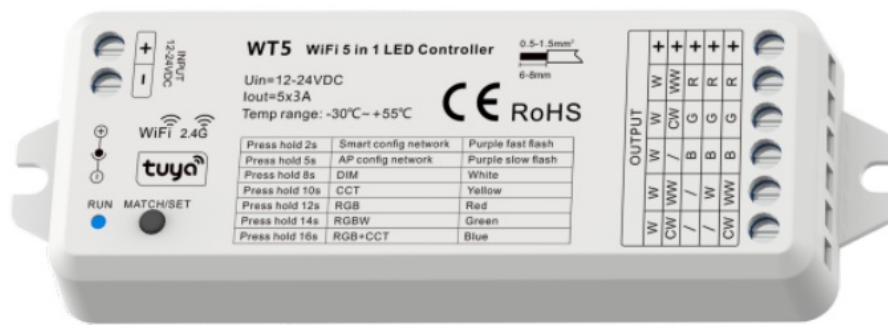 WT5 WiFi 5 in 1 LED Controller
Uin=12-24VDC
Iout=5x3A
Temp range: -30℃~+55℃
CE RoHS
0.5-1.5mm²
6-8mm
+
−
INPUT
12-24VDC
WiFi 2.4G
tuya
RUN MATCH/SET
Press hold 2s Smart config network Purple fast flash
Press hold 5s AP config network Purple slow flash
Press hold 8s DIM White
Press hold 10s CCT Yellow
Press hold 12s RGB Red
Press hold 14s RGBW Green
Press hold 16s RGB+CCT Blue
OUTPUT
+ + + + +
W WW R R R
W CW G G G
W / B B B
W WW / W WW
W CW / / CW